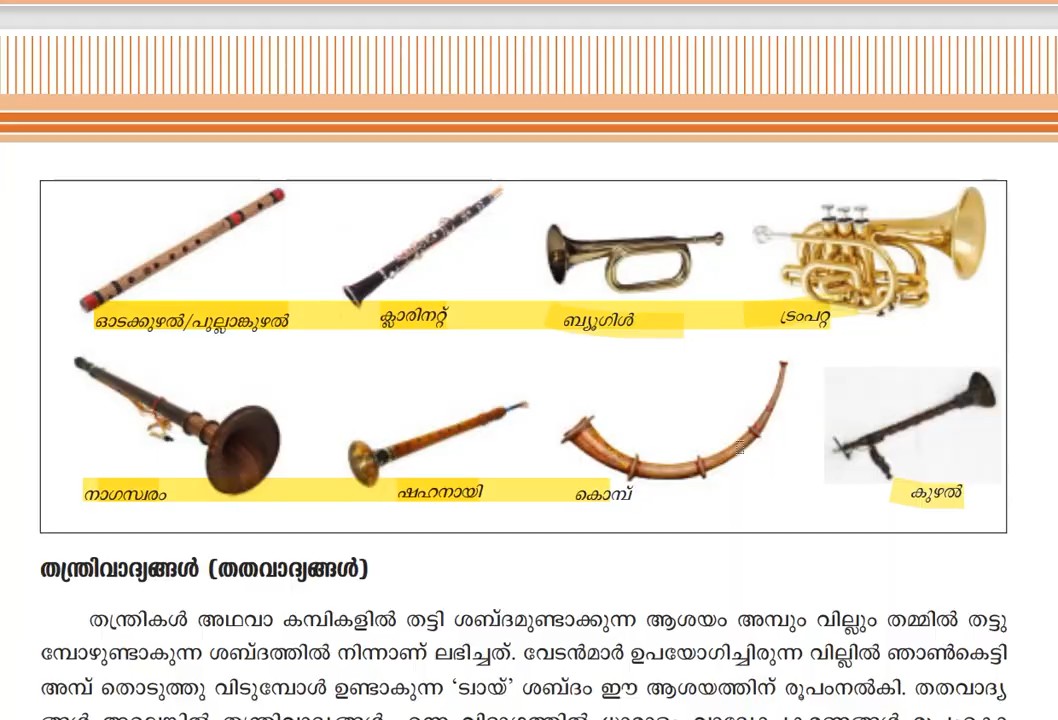 ഓടക്കുഴൽ/പുല്ലാങ്കുഴൽ ക്ലാരിനറ്റ് ബ്യൂഗിൾ ട്രംപറ്റ
നാഗസ്വരം ഷഹനായി കൊമ്പ് കുഴൽ
തന്ത്രിവാദ്യങ്ങൾ (തതവാദ്യങ്ങൾ)
തന്ത്രികൾ അഥവാ കമ്പികളിൽ തട്ടി ശബ്ദമുണ്ടാക്കുന്ന ആശയം അമ്പും വില്ലും തമ്മിൽ തട്ടു
മ്പോഴുണ്ടാകുന്ന ശബ്ദത്തിൽ നിന്നാണ് ലഭിച്ചത്. വേടൻമാർ ഉപയോഗിച്ചിരുന്ന വില്ലിൽ ഞാൺകെട്ടി
അമ്പ് തൊടുത്തു വിടുമ്പോൾ ഉണ്ടാകുന്ന ‘ട്വായ്’ ശബ്ദം ഈ ആശയത്തിന് രൂപംനൽകി. തതവാദ്യ